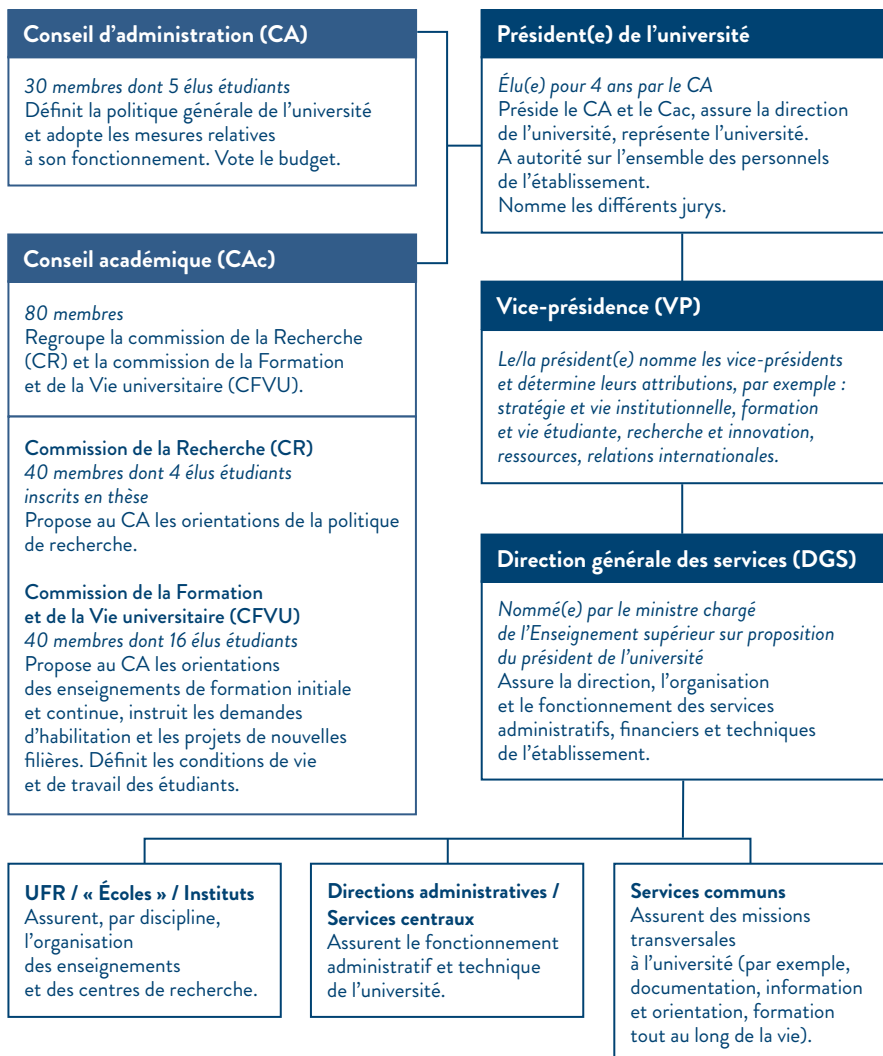 Conseil d’administration (CA)
30 membres dont 5 élus étudiants
Définit la politique générale de l’université
et adopte les mesures relatives
à son fonctionnement. Vote le budget.
Président(e) de l’université
Élu(e) pour 4 ans par le CA
Préside le CA et le Cac, assure la direction
de l’université, représente l’université.
A autorité sur l’ensemble des personnels
de l’établissement.
Nomme les différents jurys.
Conseil académique (CAc)
80 membres
Regroupe la commission de la Recherche
(CR) et la commission de la Formation
et de la Vie universitaire (CFVU).
Commission de la Recherche (CR)
40 membres dont 4 élus étudiants
inscrits en thèse
Propose au CA les orientations de la politique
de recherche.
Commission de la Formation
et de la Vie universitaire (CFVU)
40 membres dont 16 élus étudiants
Propose au CA les orientations
des enseignements de formation initiale
et continue, instruit les demandes
d’habilitation et les projets de nouvelles
filières. Définit les conditions de vie
et de travail des étudiants.
Vice-présidence (VP)
Le/la président(e) nomme les vice-présidents
et détermine leurs attributions, par exemple :
stratégie et vie institutionnelle, formation
et vie étudiante, recherche et innovation,
ressources, relations internationales.
Direction générale des services (DGS)
Nommé(e) par le ministre chargé
de l’Enseignement supérieur sur proposition
du président de l’université
Assure la direction, l’organisation
et le fonctionnement des services
administratifs, financiers et techniques
de l’établissement.
UFR / « Écoles » / Instituts
Assurent, par discipline,
l’organisation
des enseignements
et des centres de recherche.
Directions administratives /
Services centraux
Assurent le fonctionnement
administratif et technique
de l’université.
Services communs
Assurent des missions
transversales
à l’université (par exemple,
documentation, information
et orientation, formation
tout au long de la vie).